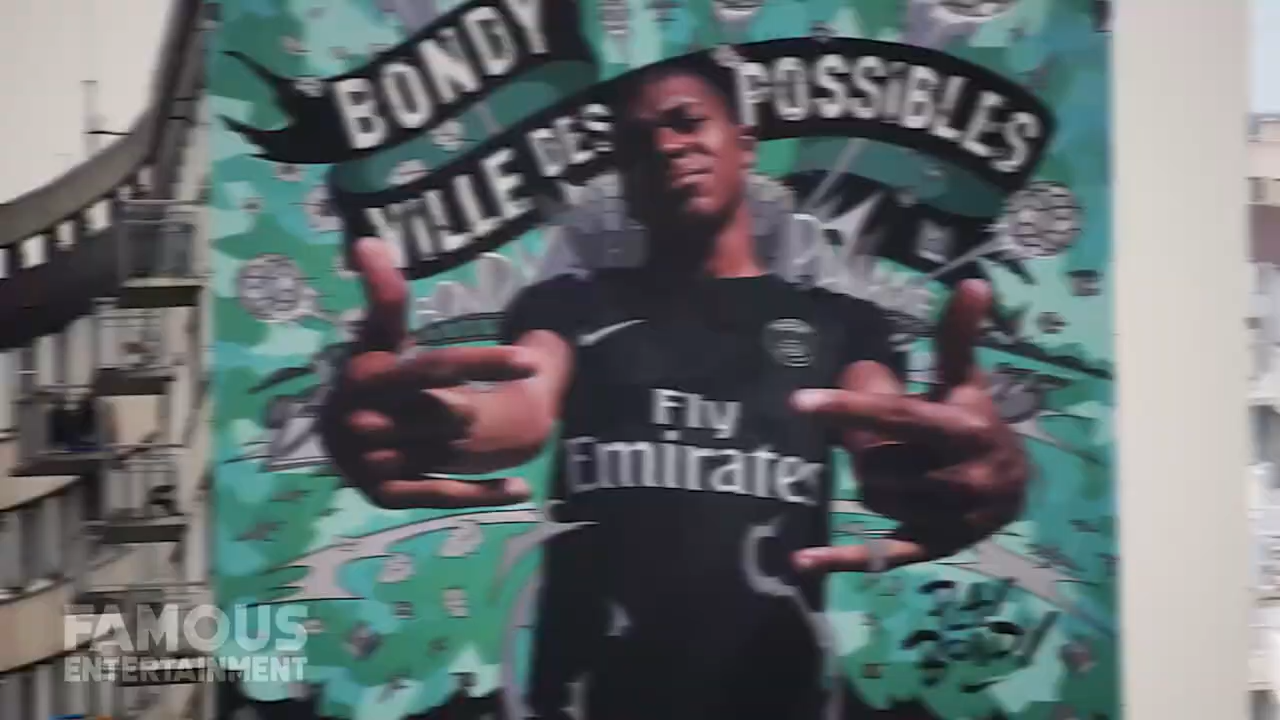 BONDY
VILLE DES POSSiBLES
Fly
Emirates
FAMOUS
ENTERTAINMENT